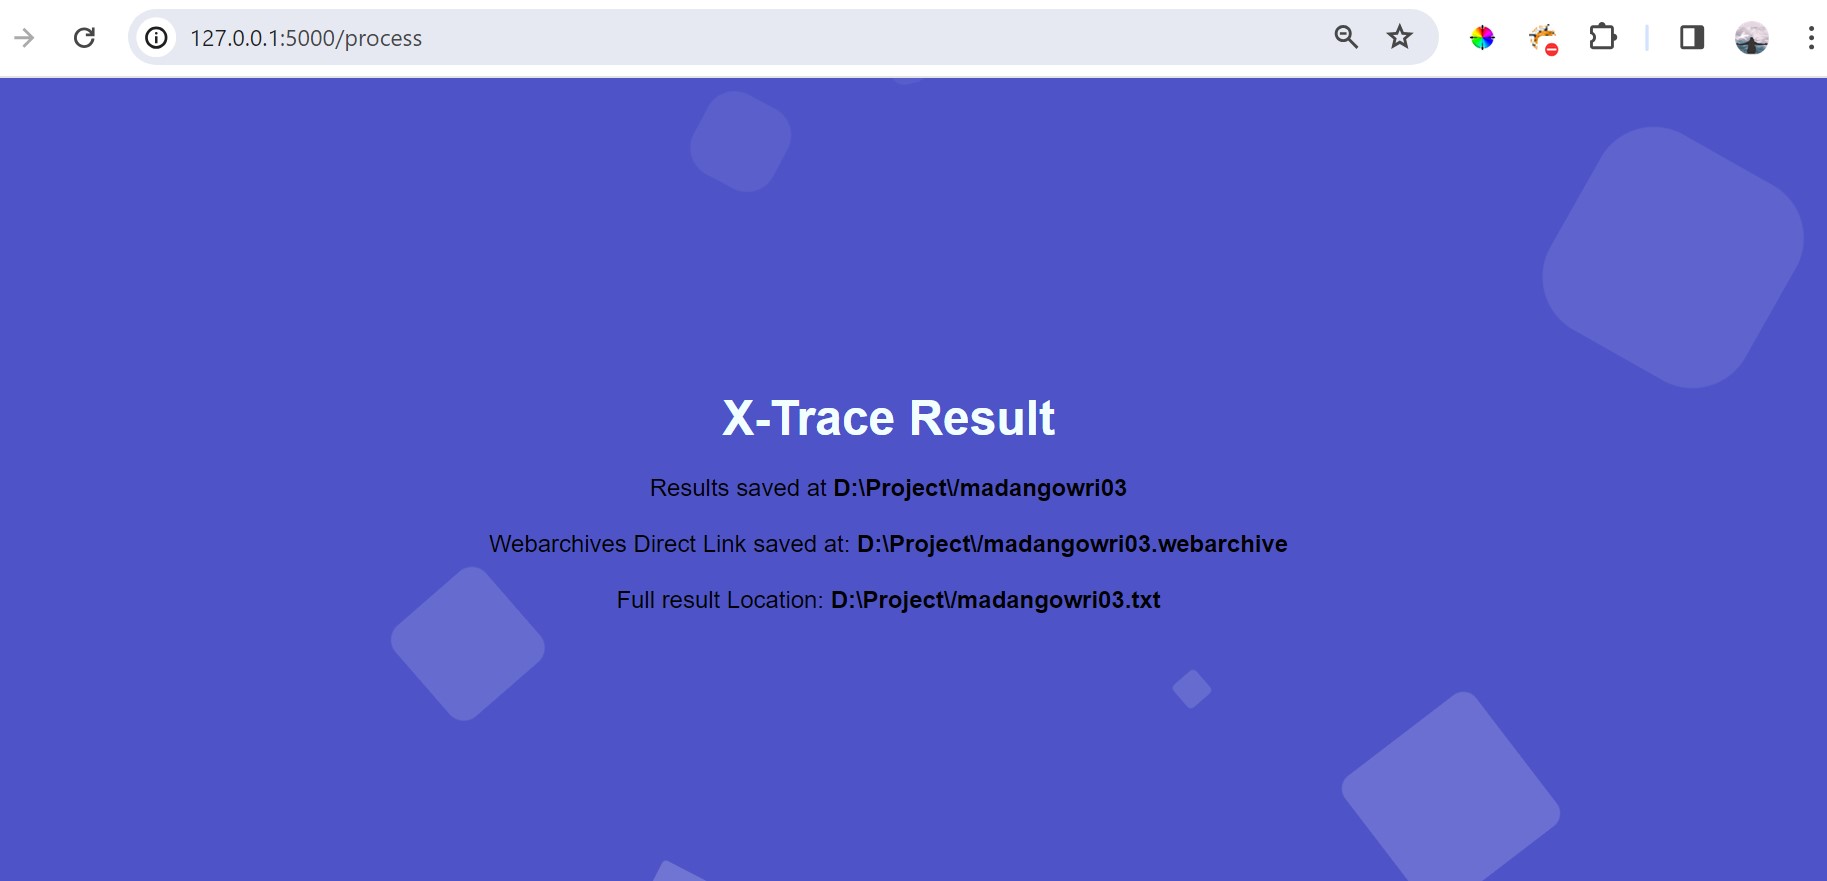 127.0.0.1:5000/process
X-Trace Result
Results saved at D:\Project\/madangowri03
Webarchives Direct Link saved at: D:\Project\/madangowri03.webarchive
Full result Location: D:\Project\/madangowri03.txt